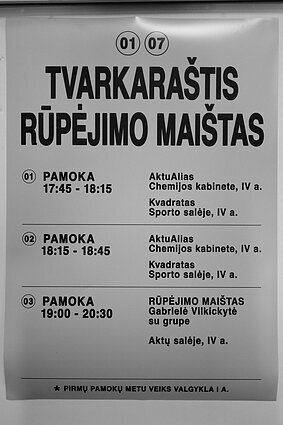 01 07
TVARKARAŠTIS
RŪPĖJIMO MAIŠTAS
01 PAMOKA
17:45 - 18:15
AktuAlias
Chemijos kabinete, IV a.
Kvadratas
Sporto salėje, IV a.
02 PAMOKA
18:15 - 18:45
AktuAlias
Chemijos kabinete, IV a.
Kvadratas
Sporto salėje, IV a.
03 PAMOKA
19:00 - 20:30
RŪPĖJIMO MAIŠTAS
Gabrielė Vilkickytė
su grupe
Aktų salėje, IV a.
★ PIRMŲ PAMOKŲ METU VEIKS VALGYKLA I A.